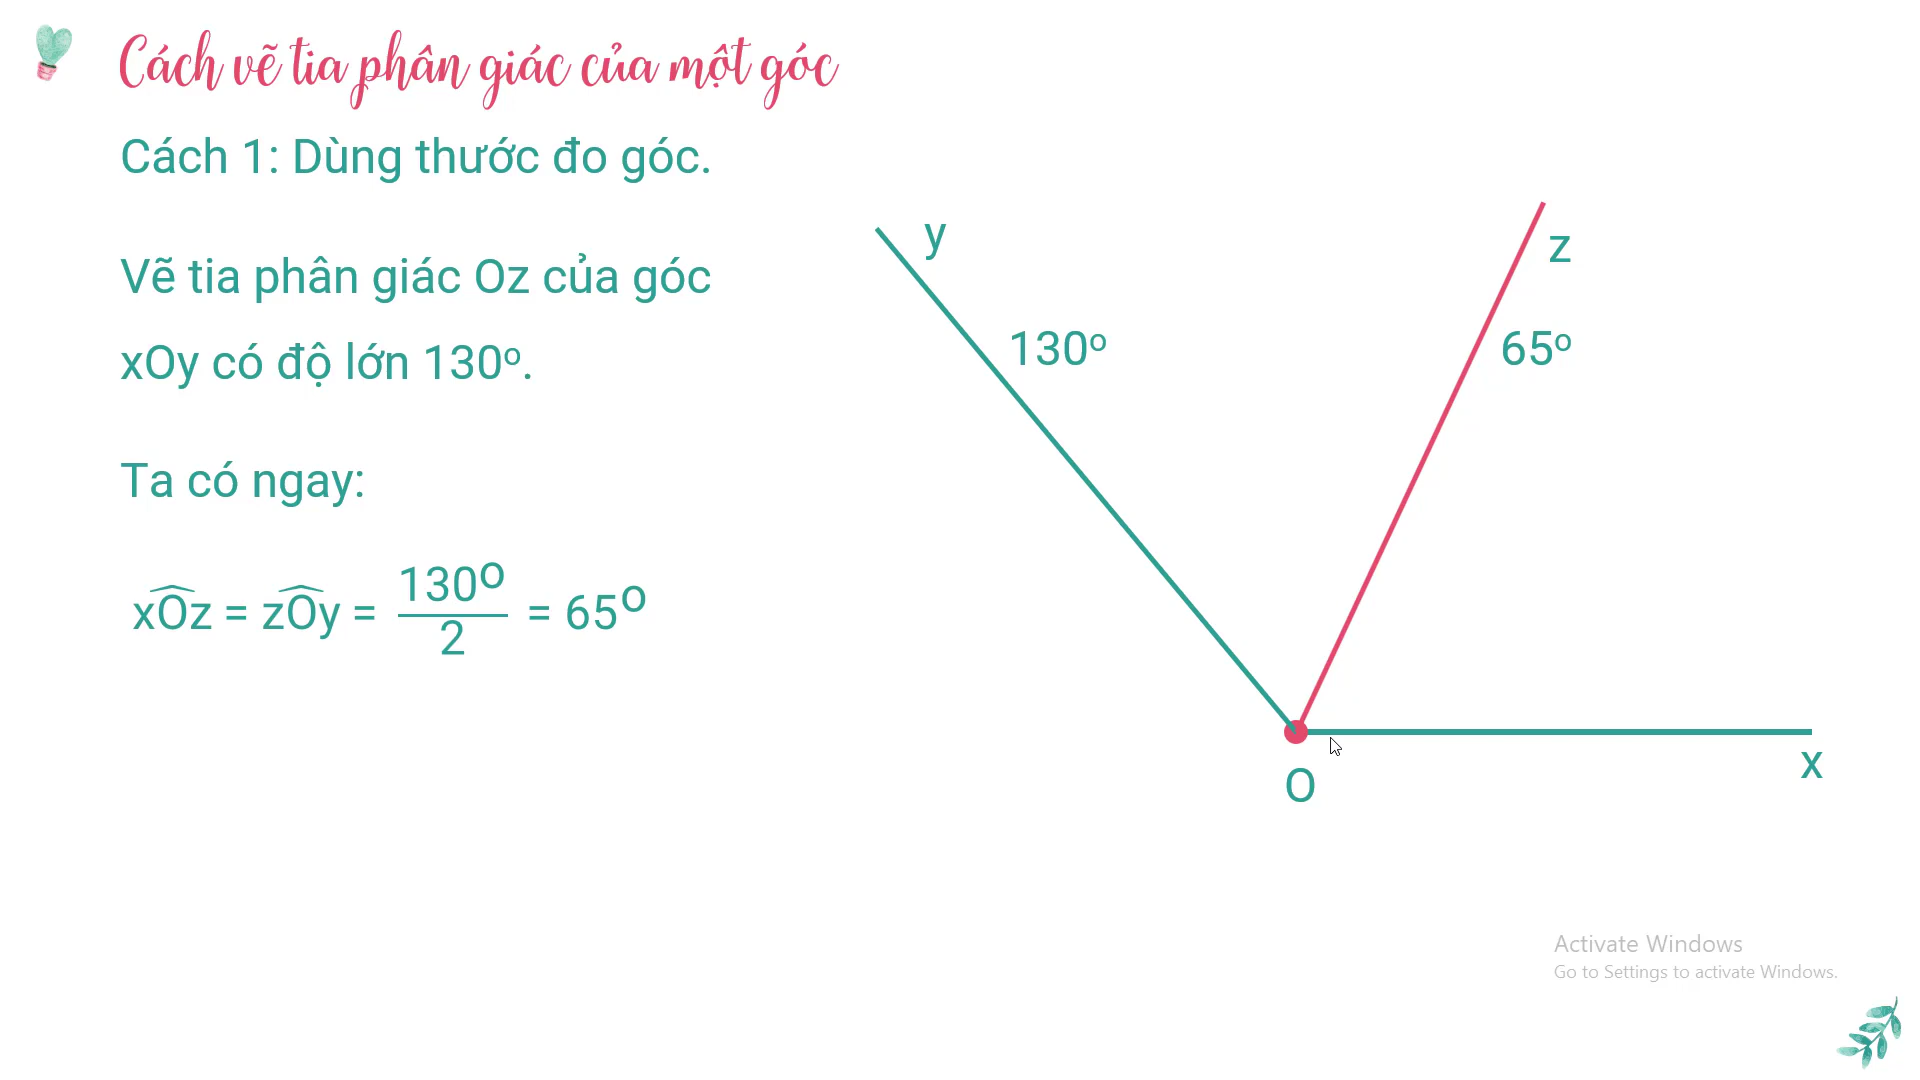 Cách vẽ tia phân giác của một góc
Cách 1: Dùng thước đo góc.
Vẽ tia phân giác Oz của góc
xOy có độ lớn 130º.
Ta có ngay:
xÔz = zÔy = 130º/2 = 65º
y
z
130º
65º
x
O
Activate Windows
Go to Settings to activate Windows.